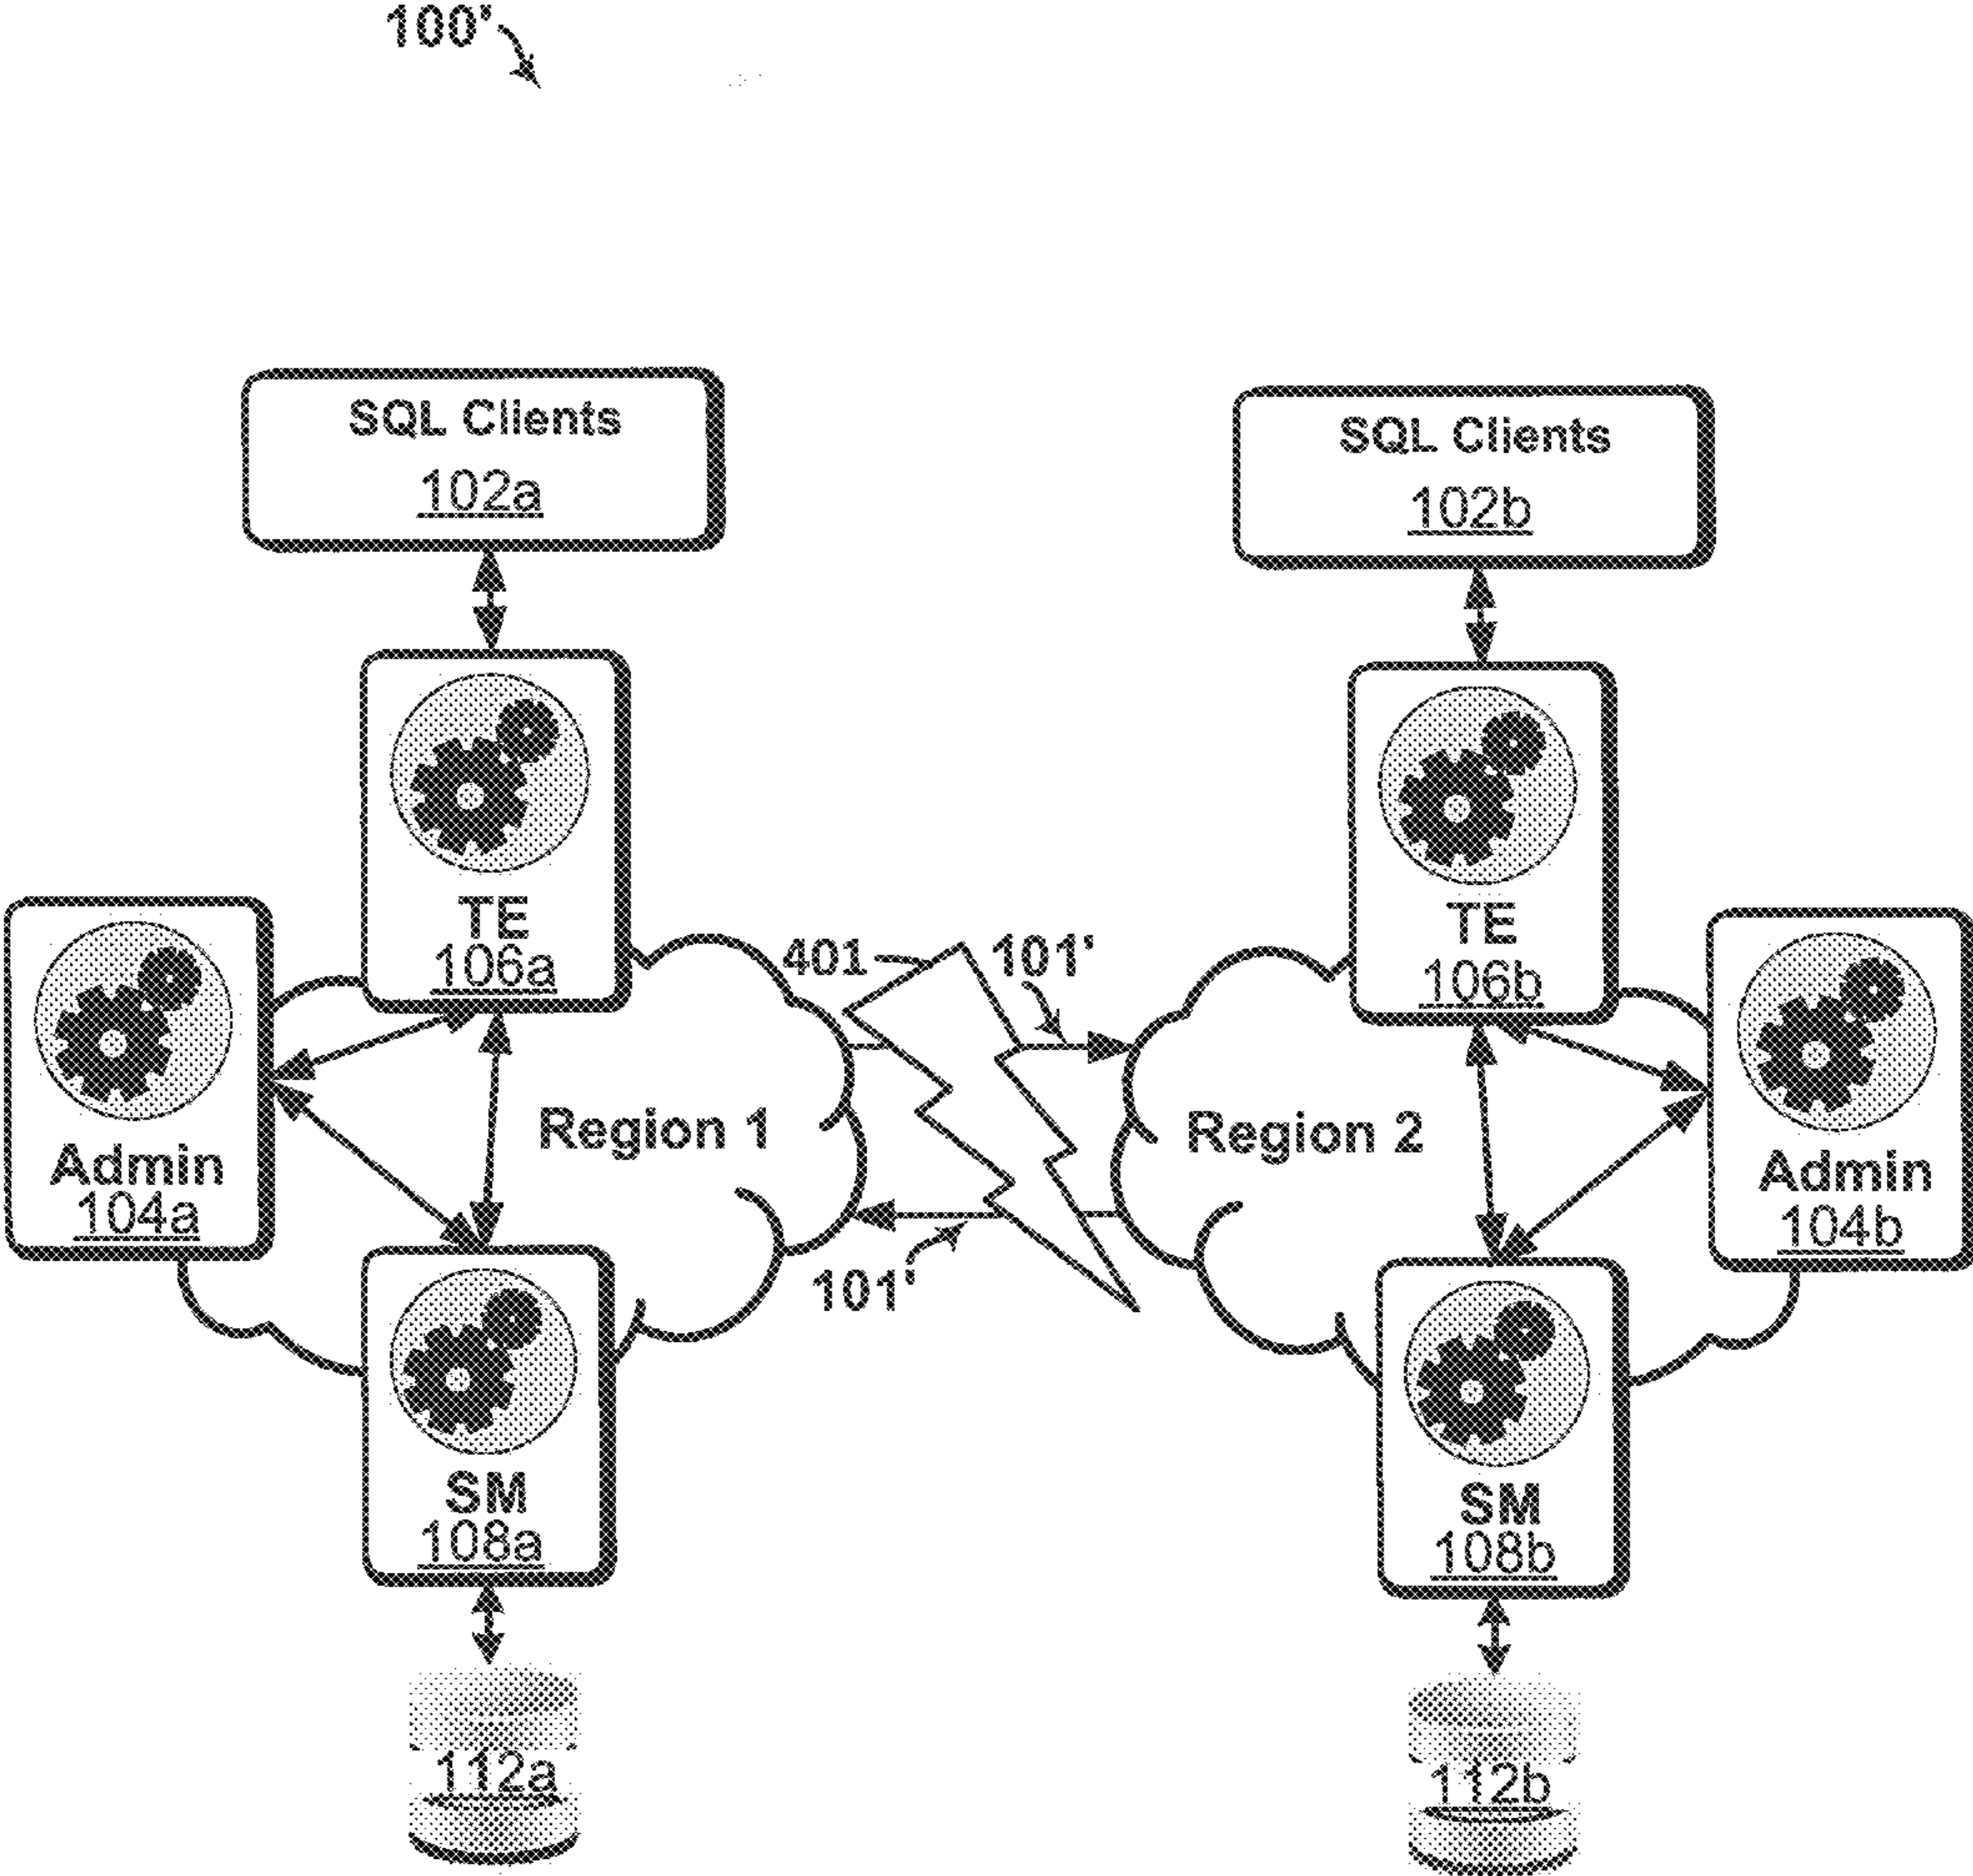 100'
SQL Clients
102a
SQL Clients
102b
TE
106a
TE
106b
401
101'
Admin
104a
Region 1
Region 2
Admin
104b
101'
SM
108a
SM
108b
112a
112b